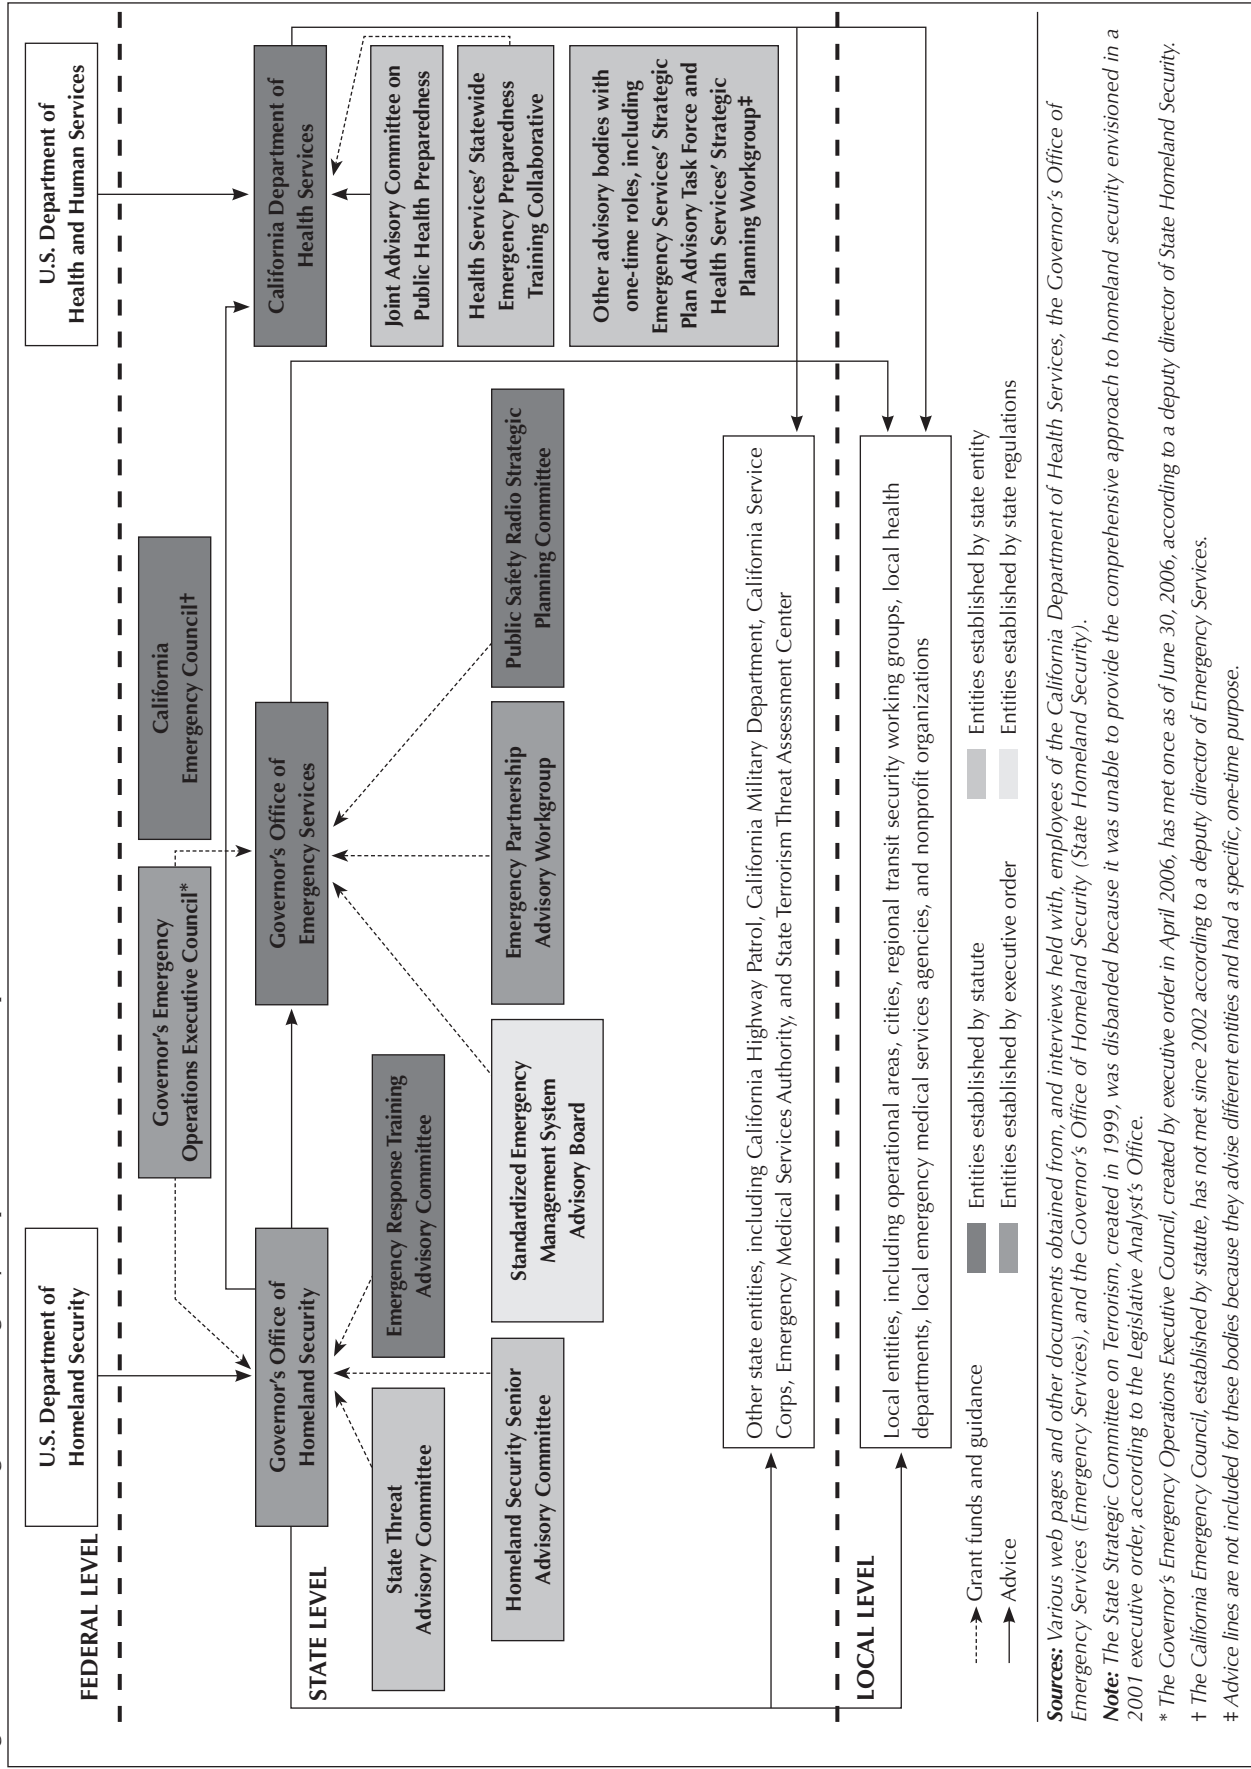 U.S. Department of
Homeland Security
U.S. Department of
Health and Human Services
FEDERAL LEVEL
Governor's Emergency
Operations Executive Council*
California
Emergency Council†
STATE LEVEL
Governor's Office of
Homeland Security
Governor's Office of
Emergency Services
California Department of
Health Services
State Threat
Advisory Committee
Emergency Response Training
Advisory Committee
Joint Advisory Committee on
Public Health Preparedness
Homeland Security Senior
Advisory Committee
Standardized Emergency
Management System
Advisory Board
Emergency Partnership
Advisory Workgroup
Public Safety Radio Strategic
Planning Committee
Health Services' Statewide
Emergency Preparedness
Training Collaborative
Other advisory bodies with
one-time roles, including
Emergency Services' Strategic
Plan Advisory Task Force and
Health Services' Strategic
Planning Workgroup‡
Other state entities, including California Highway Patrol, California Military Department, California Service
Corps, Emergency Medical Services Authority, and State Terrorism Threat Assessment Center
LOCAL LEVEL
Local entities, including operational areas, cities, regional transit security working groups, local health
departments, local emergency medical services agencies, and nonprofit organizations
Grant funds and guidance
Advice
Entities established by statute
Entities established by executive order
Entities established by state entity
Entities established by state regulations
Sources: Various web pages and other documents obtained from, and interviews held with, employees of the California Department of Health Services, the Governor's Office of
Emergency Services (Emergency Services), and the Governor's Office of Homeland Security (State Homeland Security).
Note: The State Strategic Committee on Terrorism, created in 1999, was disbanded because it was unable to provide the comprehensive approach to homeland security envisioned in a
2001 executive order, according to the Legislative Analyst's Office.
* The Governor's Emergency Operations Executive Council, created by executive order in April 2006, has met once as of June 30, 2006, according to a deputy director of State Homeland Security.
† The California Emergency Council, established by statute, has not met since 2002 according to a deputy director of Emergency Services.
‡ Advice lines are not included for these bodies because they advise different entities and had a specific, one-time purpose.